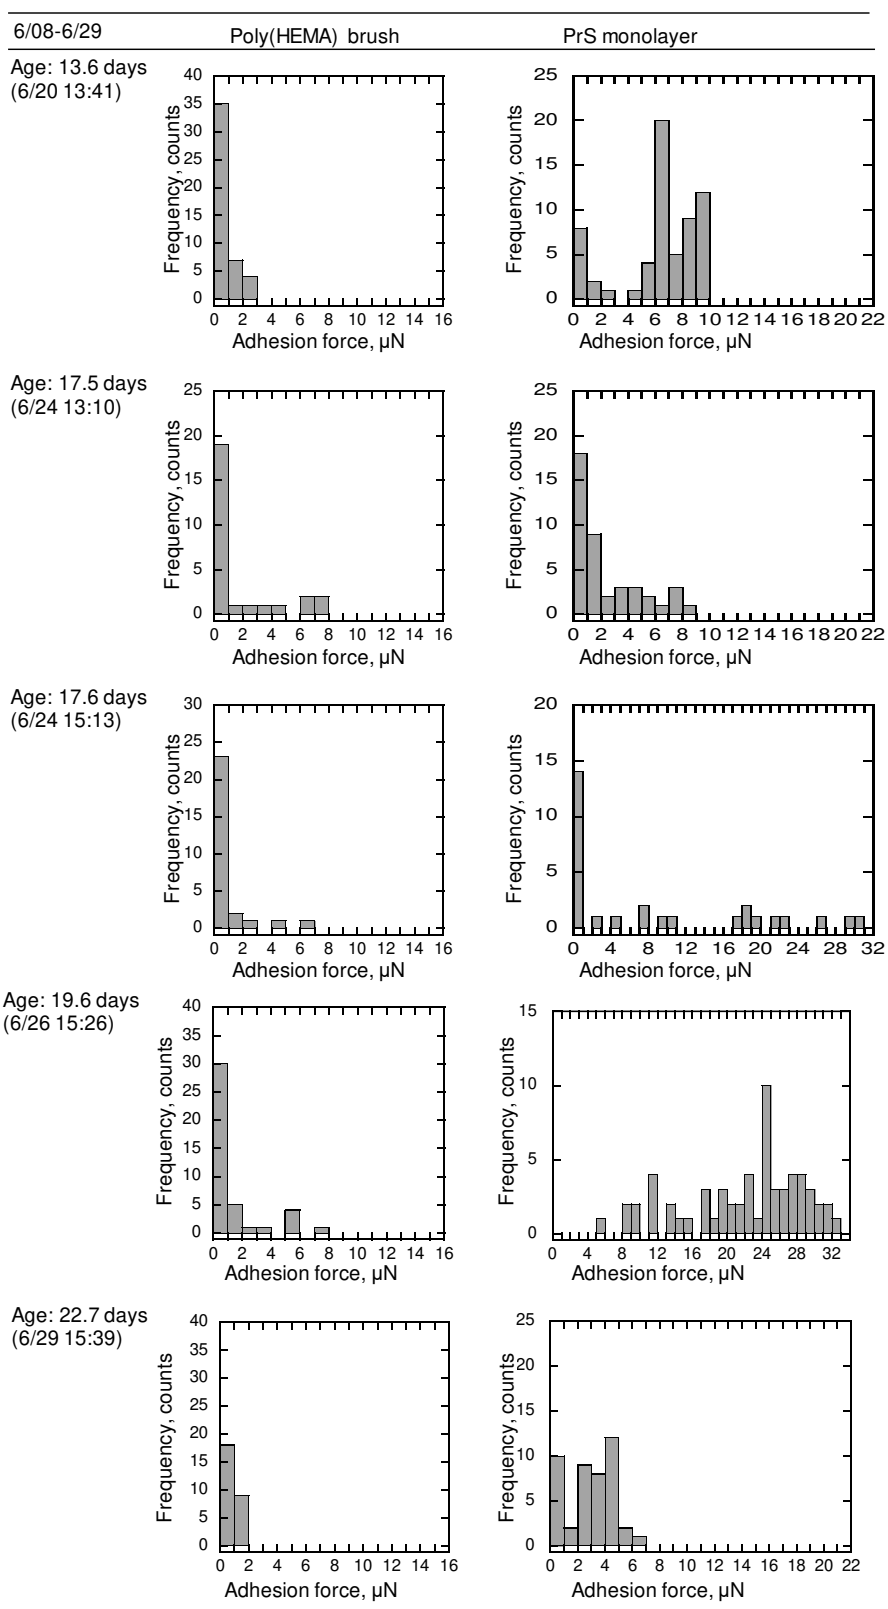 6/08-6/29 Poly(HEMA) brush PrS monolayer
Age: 13.6 days
(6/20 13:41)
Frequency, counts
40
35
30
25
20
15
10
5
0
0 2 4 6 8 10 12 14 16
Adhesion force, µN
Frequency, counts
25
20
15
10
5
0
0 2 4 6 8 10 12 14 16 18 20 22
Adhesion force, µN
Age: 17.5 days
(6/24 13:10)
Frequency, counts
25
20
15
10
5
0
0 2 4 6 8 10 12 14 16
Adhesion force, µN
Frequency, counts
25
20
15
10
5
0
0 2 4 6 8 10 12 14 16 18 20 22
Adhesion force, µN
Age: 17.6 days
(6/24 15:13)
Frequency, counts
30
25
20
15
10
5
0
0 2 4 6 8 10 12 14 16
Adhesion force, µN
Frequency, counts
20
15
10
5
0
0 4 8 12 16 20 24 28 32
Adhesion force, µN
Age: 19.6 days
(6/26 15:26)
Frequency, counts
40
35
30
25
20
15
10
5
0
0 2 4 6 8 10 12 14 16
Adhesion force, µN
Frequency, counts
15
10
5
0
0 4 8 12 16 20 24 28 32
Adhesion force, µN
Age: 22.7 days
(6/29 15:39)
Frequency, counts
40
35
30
25
20
15
10
5
0
0 2 4 6 8 10 12 14 16
Adhesion force, µN
Frequency, counts
25
20
15
10
5
0
0 2 4 6 8 10 12 14 16 18 20 22
Adhesion force, µN